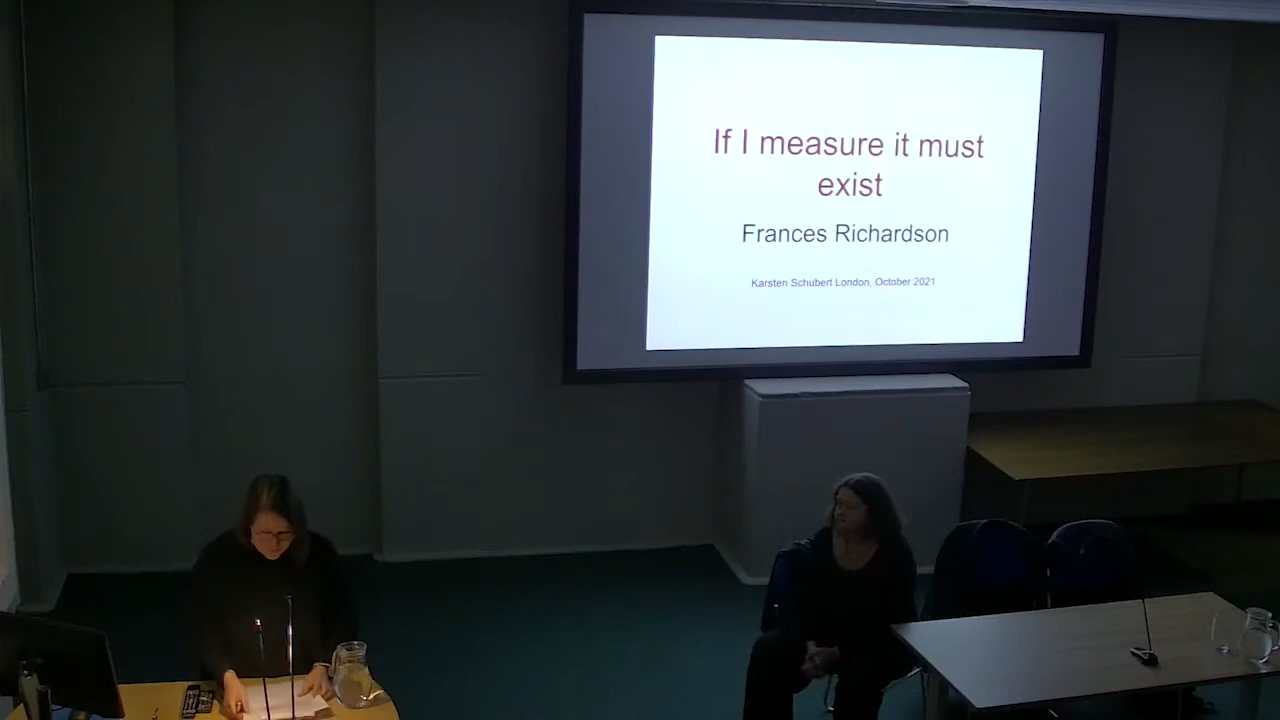 If I measure it must
exist
Frances Richardson
Karsten Schubert London, October 2021